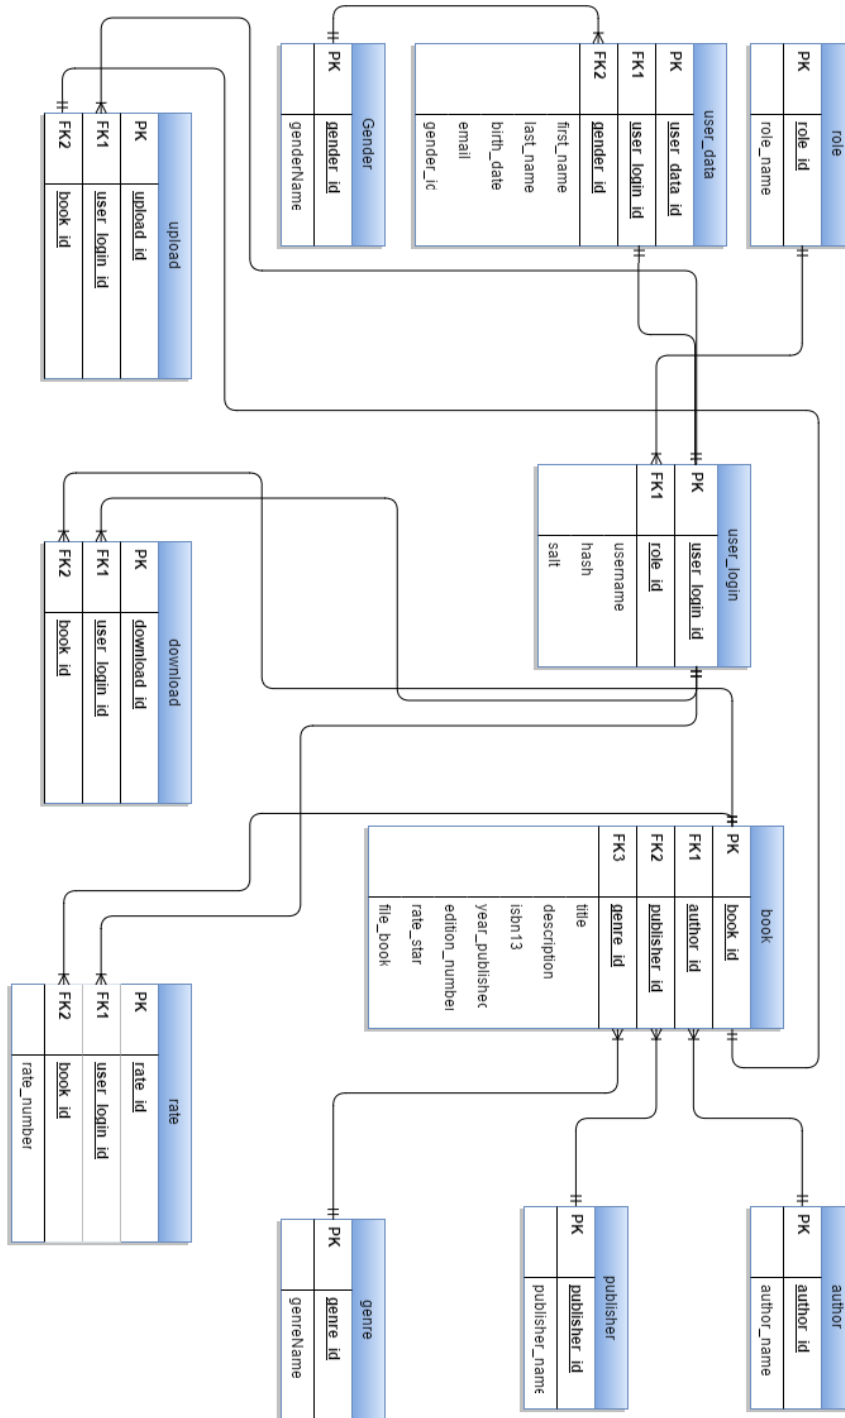 role
PK role_id
role_name
user_data
PK user_data_id
FK1 user_login_id
FK2 gender_id
first_name
last_name
birth_date
email
gender_id
Gender
PK gender_id
genderName
upload
PK upload_id
FK1 user_login_id
FK2 book_id
user_login
PK user_login_id
FK1 role_id
username
hash
salt
download
PK download_id
FK1 user_login_id
FK2 book_id
book
PK book_id
FK1 author_id
FK2 publisher_id
FK3 genre_id
title
description
isbn13
year_published
edition_number
rate_star
file_book
rate
PK rate_id
FK1 user_login_id
FK2 book_id
rate_number
author
PK author_id
author_name
publisher
PK publisher_id
publisher_name
genre
PK genre_id
genreName